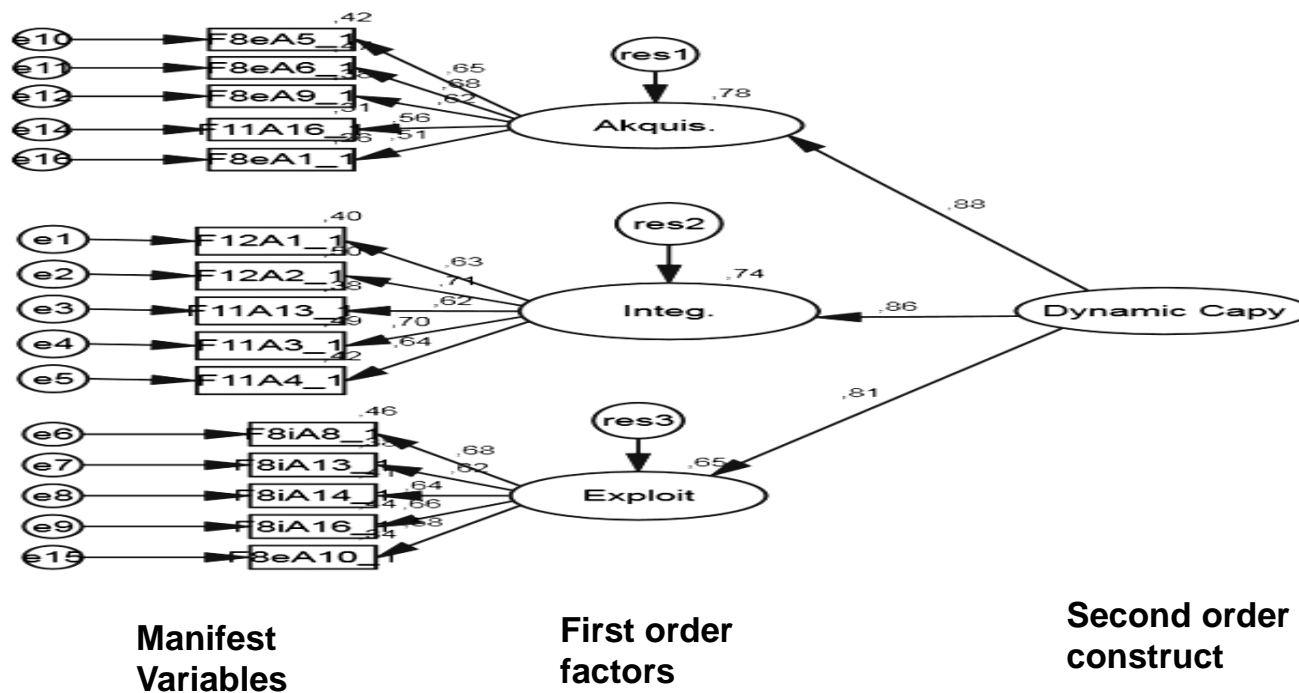 ,42
e10 F8eA5_1
res1
e11 F8eA6_1 ,65
,78
e12 F8eA9_1 ,68
,62
Akquis.
e14 F11A16_1 ,56
e16 F8eA1_1 ,51
,88
,40
res2
e1 F12A1_1
,63
,74
e2 F12A2_1 ,71
e3 F11A13_1 ,62
Integ.
,86
Dynamic Capy
,49
e4 F11A3_1 ,70
,64
,42
e5 F11A4_1
,81
,46
res3
e6 F8iA8_1 ,68
e7 F8iA13_1 ,62
,65
e8 F8iA14_1 ,64
Exploit
,44 ,66
e9 F8iA16_1
e15 F8eA10_1
Manifest
Variables
First order
factors
Second order
construct